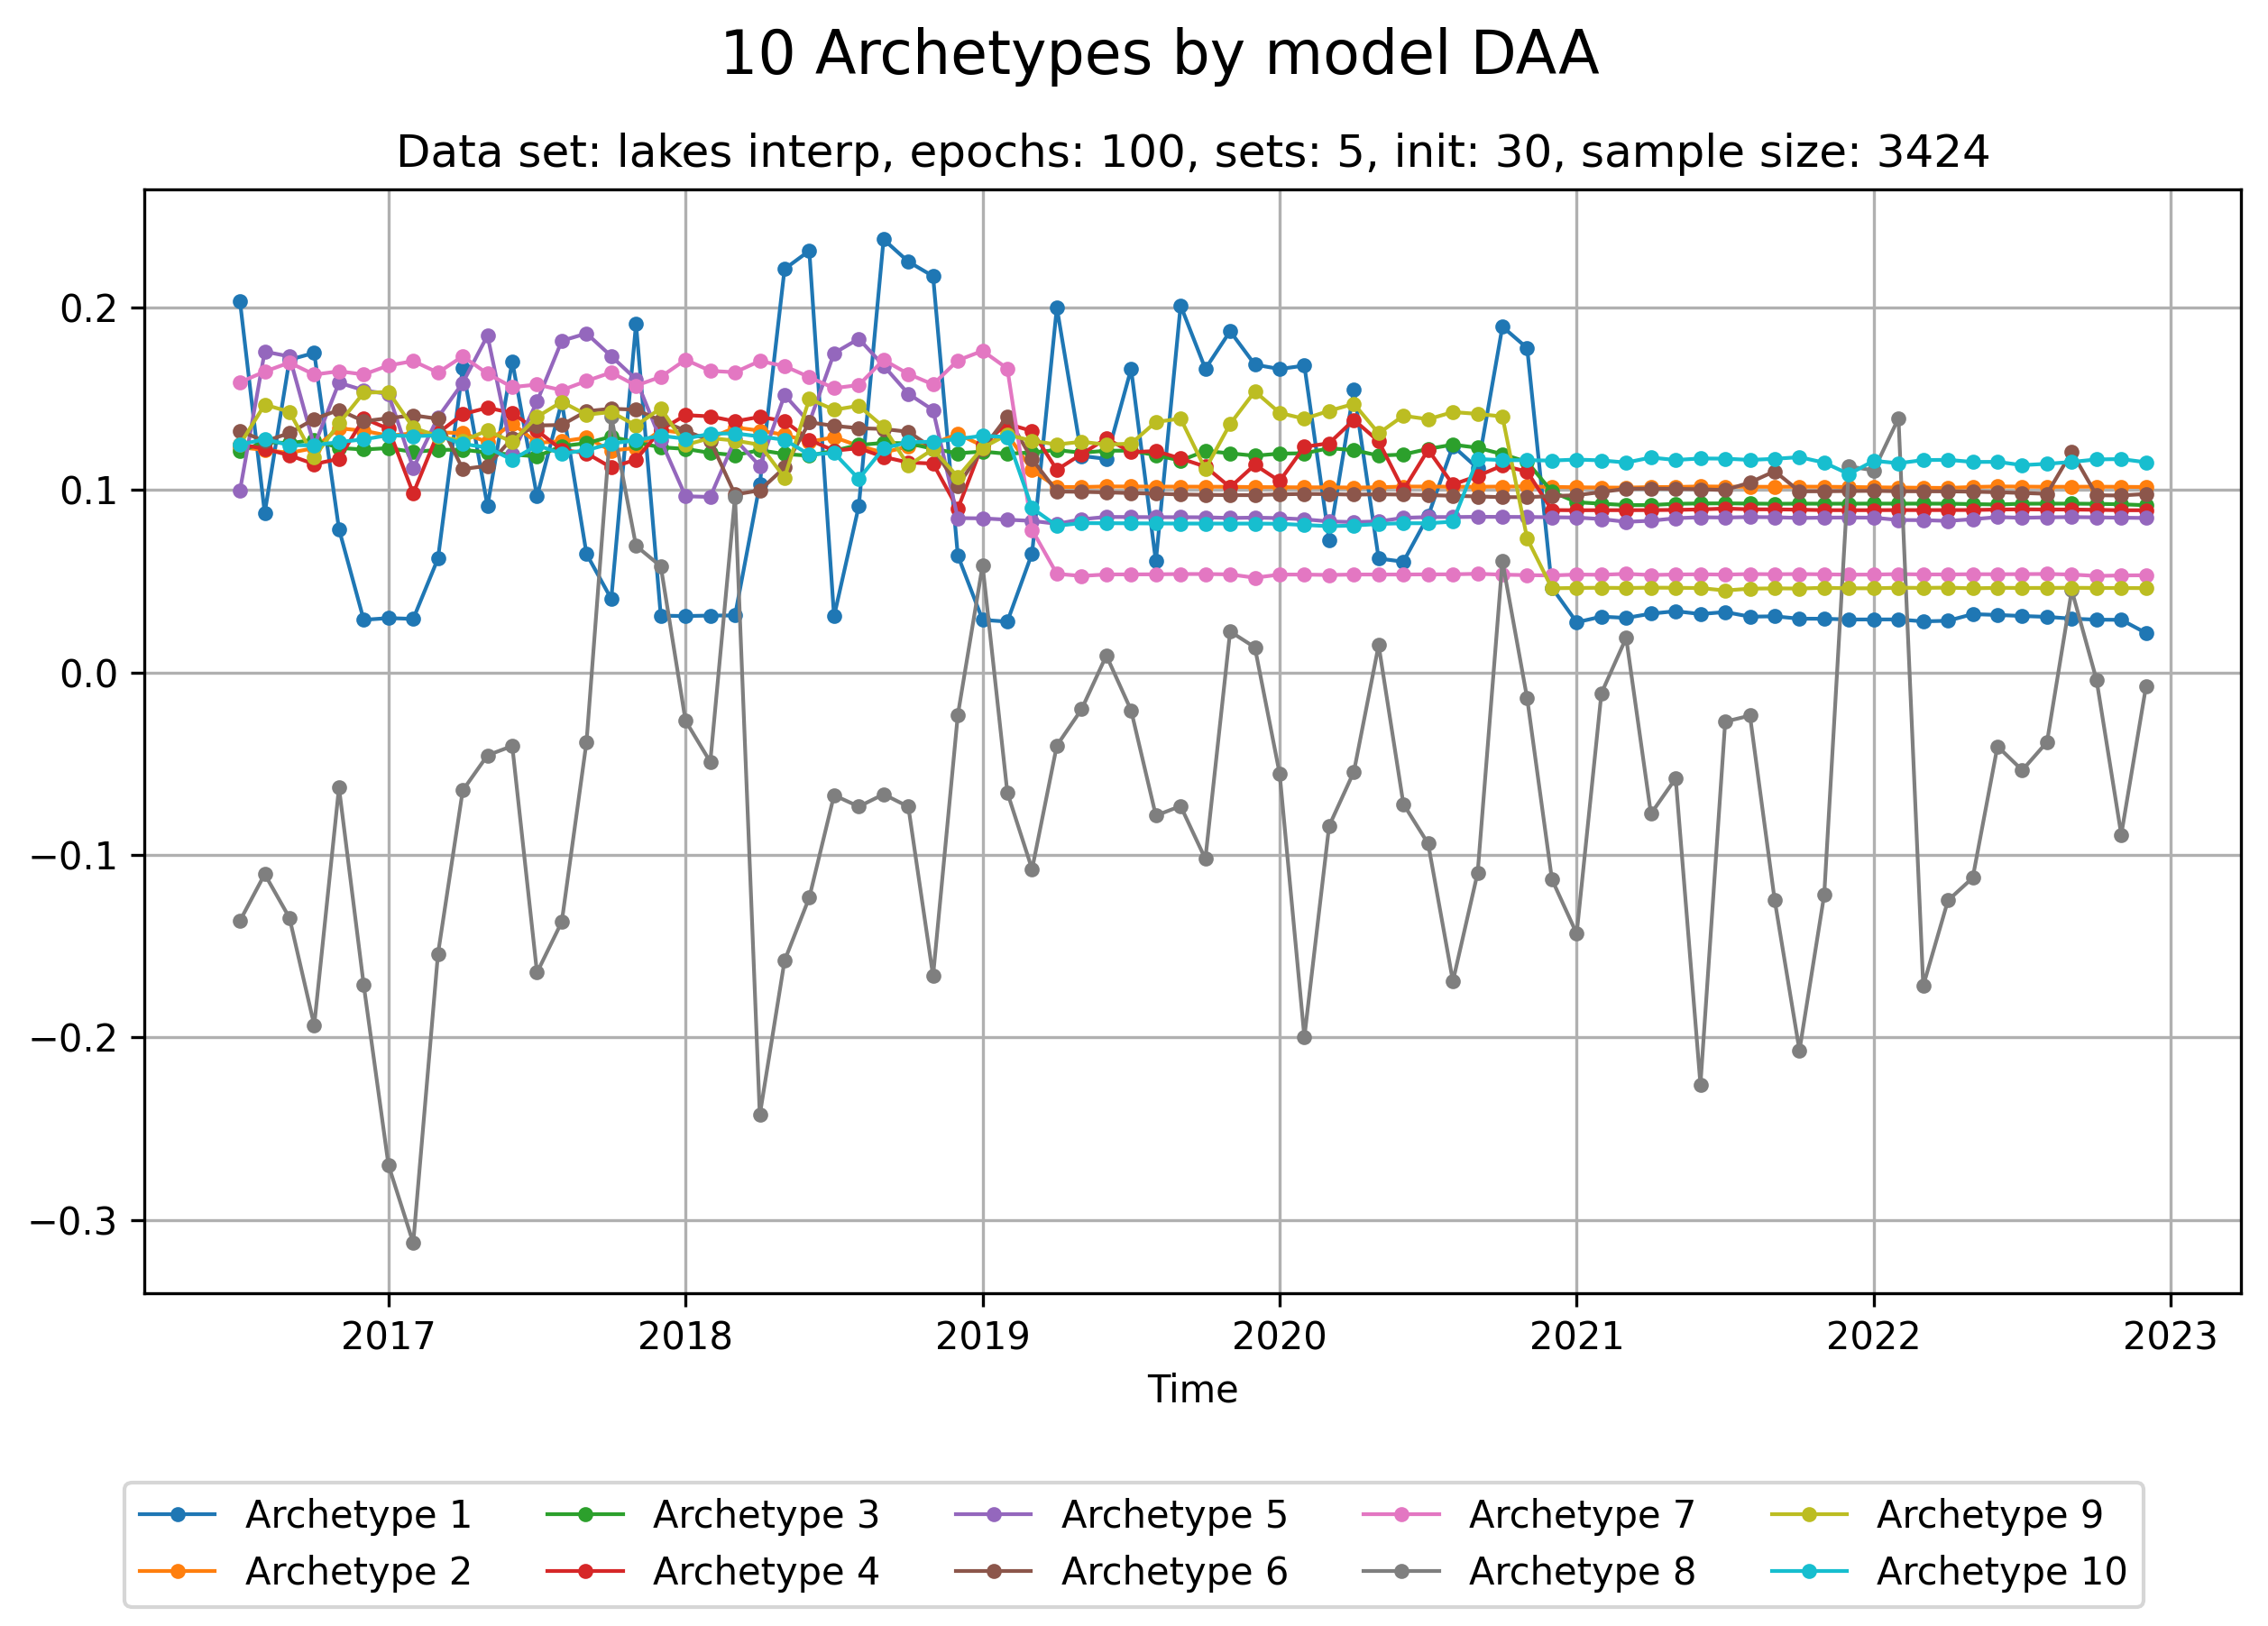 10 Archetypes by model DAA
Data set: lakes interp, epochs: 100, sets: 5, init: 30, sample size: 3424
0.2
0.1
0.0
−0.1
−0.2
−0.3
2017 2018 2019 2020 2021 2022 2023
Time
Archetype 1 Archetype 3 Archetype 5 Archetype 7 Archetype 9
Archetype 2 Archetype 4 Archetype 6 Archetype 8 Archetype 10